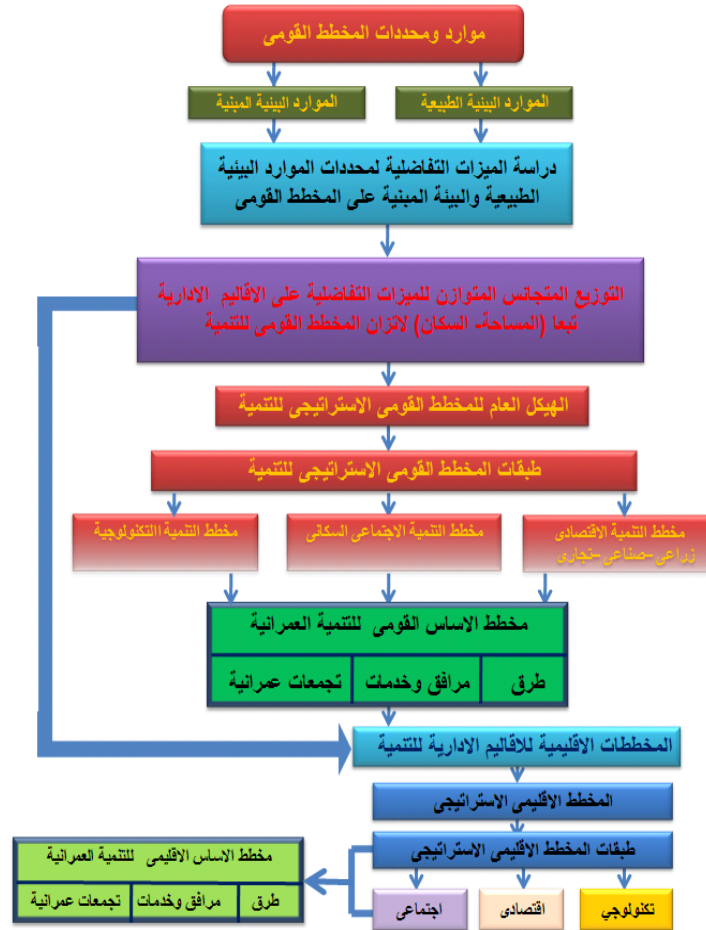 موارد ومحددات المخطط القومى
الموارد البيئية الطبيعية
الموارد البيئية المبنية
دراسة الميزات التفاضلية لمحددات الموارد البيئية
الطبيعية والبيئة المبنية على المخطط القومى
التوزيع المتجانس المتوازن للميزات التفاضلية على الاقاليم الادارية
تبعا (المساحة- السكان) لاتزان المخطط القومى للتنمية
الهيكل العام للمخطط القومى الاستراتيجى للتنمية
طبقات المخطط القومى الاستراتيجى للتنمية
مخطط التنمية الاقتصادى
زراعى –صناعى –تجارى
مخطط التنمية الاجتماعى السكانى
مخطط التنمية االتكنولوجية
مخطط الاساس القومى للتنمية العمرانية
طرق
مرافق وخدمات
تجمعات عمرانية
المخططات الاقليمية للاقاليم الادارية للتنمية
المخطط الاقليمى الاستراتيجى
طبقات المخطط الاقليمى الاستراتيجى
تكنولوجي
اقتصادى
اجتماعى
مخطط الاساس الاقليمى للتنمية العمرانية
طرق
مرافق وخدمات
تجمعات عمرانية